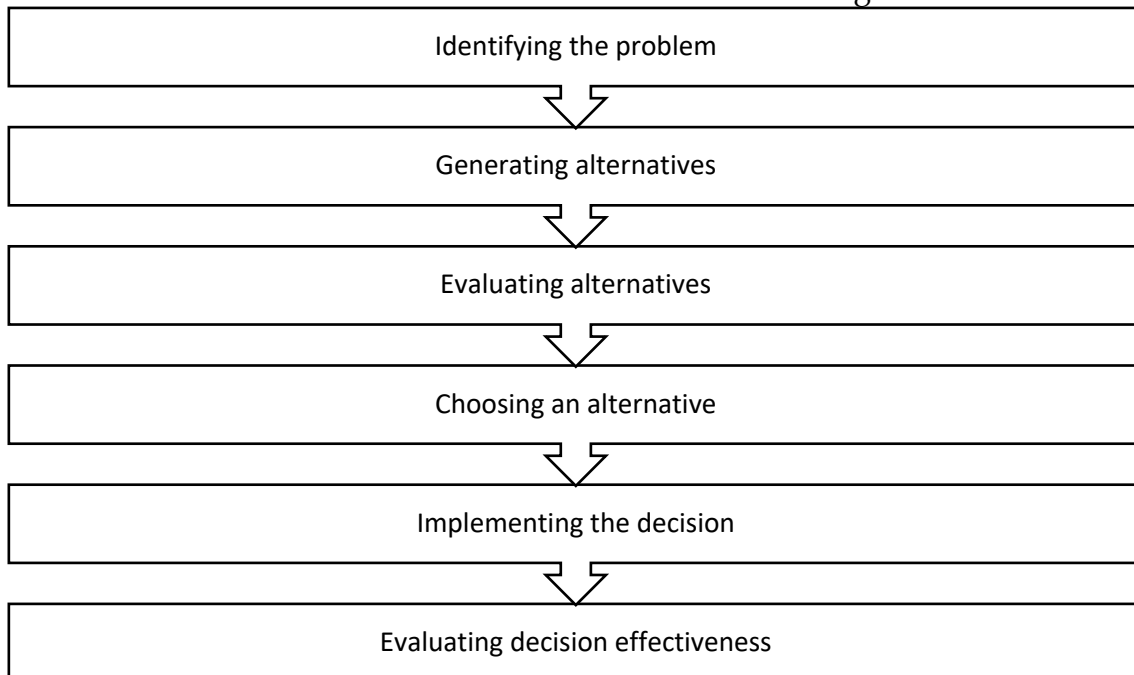 Identifying the problem
Generating alternatives
Evaluating alternatives
Choosing an alternative
Implementing the decision
Evaluating decision effectiveness